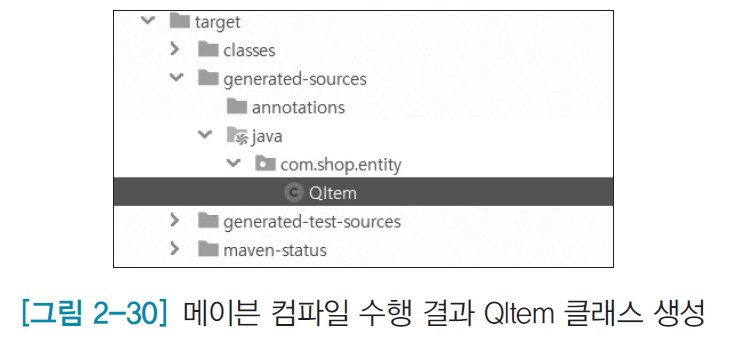 target
classes
generated-sources
annotations
java
com.shop.entity
QItem
generated-test-sources
maven-status
[그림 2-30] 메이븐 컴파일 수행 결과 QItem 클래스 생성